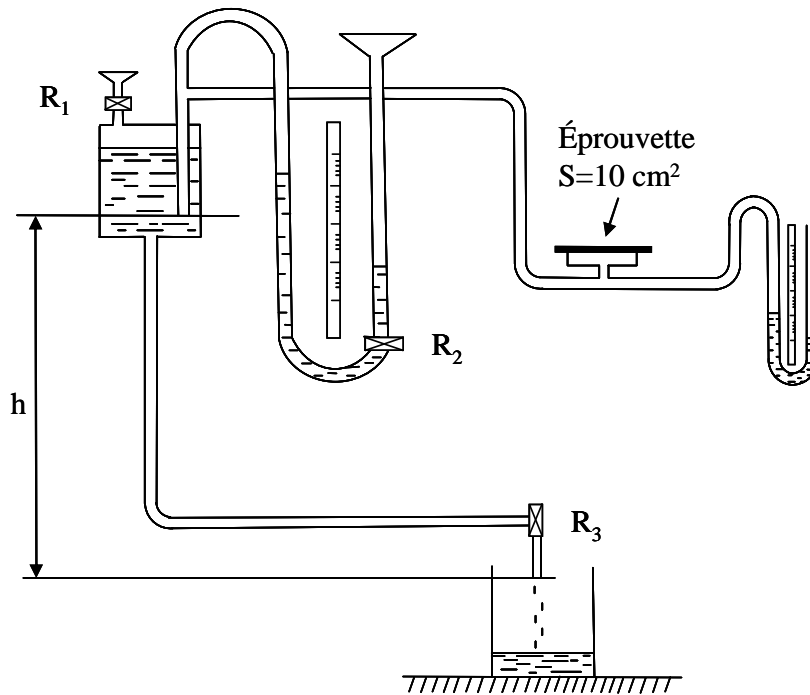 R₁
Éprouvette
S=10 cm²
R₂
h
R₃